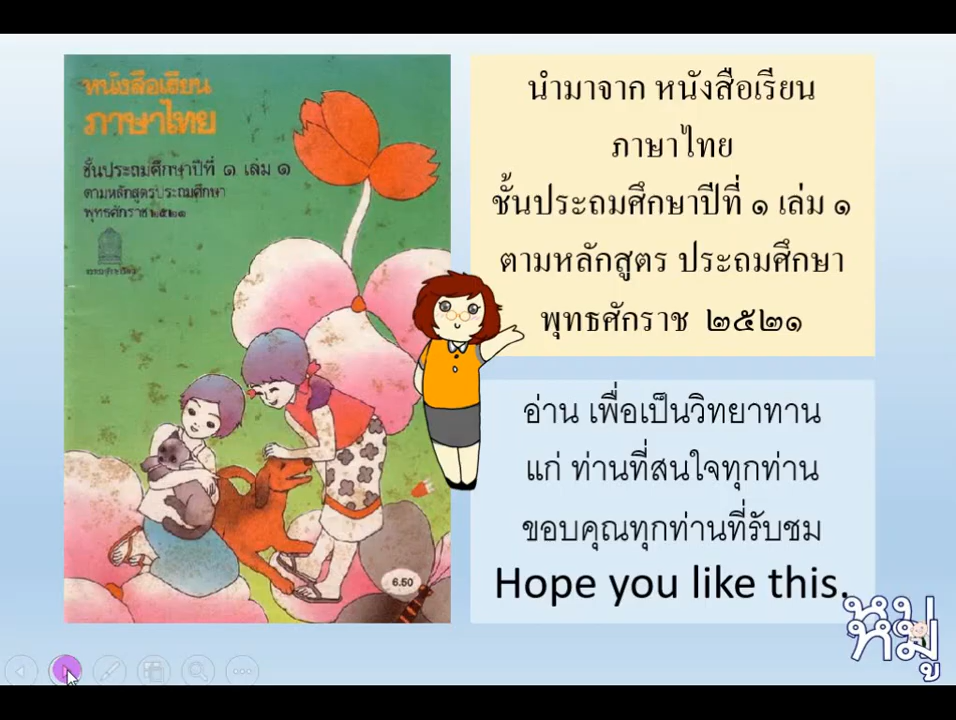 หนังสือเรียน
ภาษาไทย
ชั้นประถมศึกษาปีที่ ๑ เล่ม ๑
ตามหลักสูตรประถมศึกษา
พุทธศักราช ๒๕๒๑
6.50
นำมาจาก หนังสือเรียน
ภาษาไทย
ชั้นประถมศึกษาปีที่ ๑ เล่ม ๑
ตามหลักสูตร ประถมศึกษา
พุทธศักราช ๒๕๒๑
อ่าน เพื่อเป็นวิทยาทาน
แก่ ท่านที่สนใจทุกท่าน
ขอบคุณทุกท่านที่รับชม
Hope you like this.